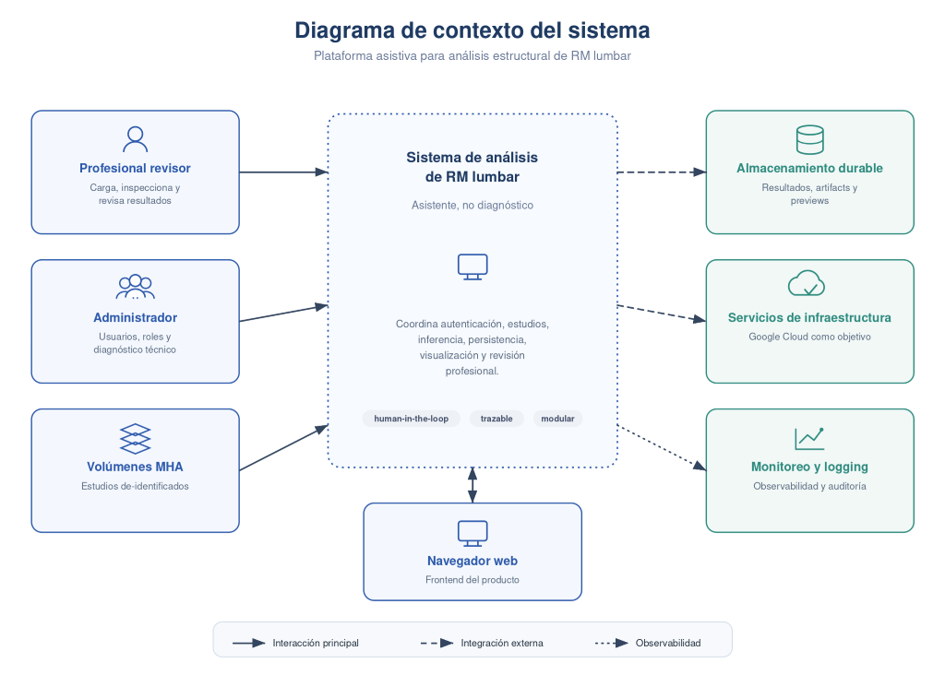 Diagrama de contexto del sistema
Plataforma asistiva para análisis estructural de RM lumbar
Profesional revisor
Carga, inspecciona y
revisa resultados
Administrador
Usuarios, roles y
diagnóstico técnico
Volúmenes MHA
Estudios de-identificados
Sistema de análisis
de RM lumbar
Asistente, no diagnóstico
Coordina autenticación, estudios,
inferencia, persistencia,
visualización y revisión
profesional.
human-in-the-loop
trazable
modular
Navegador web
Frontend del producto
Almacenamiento durable
Resultados, artifacts y
previews
Servicios de infraestructura
Google Cloud como objetivo
Monitoreo y logging
Observabilidad y auditoría
Interacción principal
Integración externa
Observabilidad